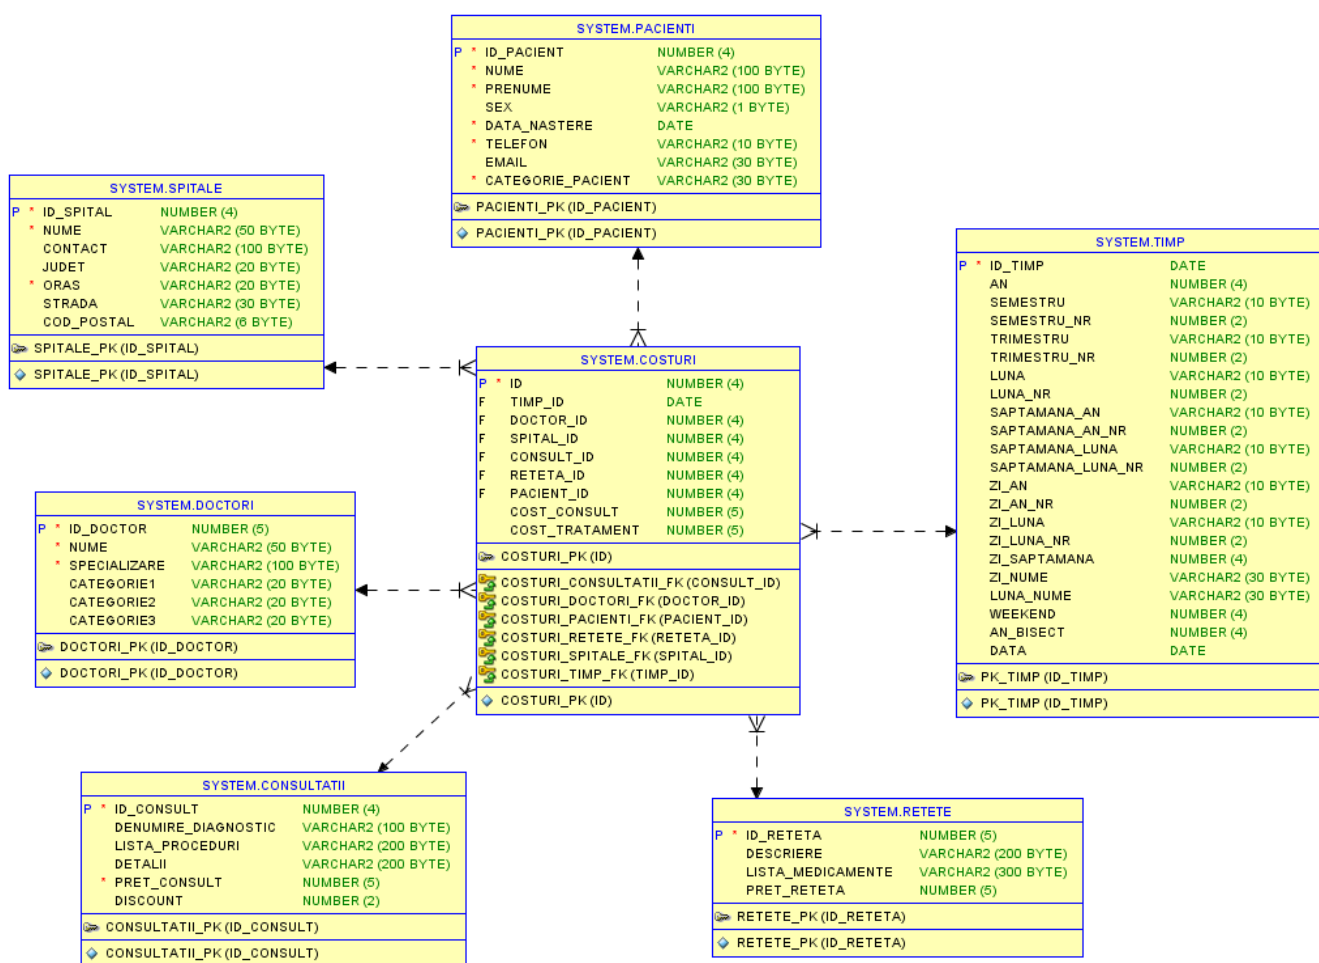 SYSTEM.PACIENTI
P * ID_PACIENT NUMBER (4)
* NUME VARCHAR2 (100 BYTE)
* PRENUME VARCHAR2 (100 BYTE)
SEX VARCHAR2 (1 BYTE)
* DATA_NASTERE DATE
* TELEFON VARCHAR2 (10 BYTE)
EMAIL VARCHAR2 (30 BYTE)
* CATEGORIE_PACIENT VARCHAR2 (30 BYTE)
PACIENTI_PK (ID_PACIENT)
PACIENTI_PK (ID_PACIENT)
SYSTEM.SPITALE
P * ID_SPITAL NUMBER (4)
* NUME VARCHAR2 (50 BYTE)
CONTACT VARCHAR2 (100 BYTE)
JUDET VARCHAR2 (20 BYTE)
* ORAS VARCHAR2 (20 BYTE)
STRADA VARCHAR2 (30 BYTE)
COD_POSTAL VARCHAR2 (6 BYTE)
SPITALE_PK (ID_SPITAL)
SPITALE_PK (ID_SPITAL)
SYSTEM.TIMP
P * ID_TIMP DATE
AN NUMBER (4)
SEMESTRU VARCHAR2 (10 BYTE)
SEMESTRU_NR NUMBER (2)
TRIMESTRU VARCHAR2 (10 BYTE)
TRIMESTRU_NR NUMBER (2)
LUNA VARCHAR2 (10 BYTE)
LUNA_NR NUMBER (2)
SAPTAMANA_AN VARCHAR2 (10 BYTE)
SAPTAMANA_AN_NR NUMBER (2)
SAPTAMANA_LUNA VARCHAR2 (10 BYTE)
SAPTAMANA_LUNA_NR NUMBER (2)
ZI_AN VARCHAR2 (10 BYTE)
ZI_AN_NR NUMBER (2)
ZI_LUNA VARCHAR2 (10 BYTE)
ZI_LUNA_NR NUMBER (2)
ZI_SAPTAMANA NUMBER (4)
ZI_NUME VARCHAR2 (30 BYTE)
LUNA_NUME VARCHAR2 (30 BYTE)
WEEKEND NUMBER (4)
AN_BISECT NUMBER (4)
DATA DATE
PK_TIMP (ID_TIMP)
PK_TIMP (ID_TIMP)
SYSTEM.COSTURI
P * ID NUMBER (4)
F TIMP_ID DATE
F DOCTOR_ID NUMBER (4)
F SPITAL_ID NUMBER (4)
F CONSULT_ID NUMBER (4)
F RETETA_ID NUMBER (4)
F PACIENT_ID NUMBER (4)
COST_CONSULT NUMBER (5)
COST_TRATAMENT NUMBER (5)
COSTURI_PK (ID)
COSTURI_CONSULTATII_FK (CONSULT_ID)
COSTURI_DOCTORI_FK (DOCTOR_ID)
COSTURI_PACIENTI_FK (PACIENT_ID)
COSTURI_RETETE_FK (RETETA_ID)
COSTURI_SPITALE_FK (SPITAL_ID)
COSTURI_TIMP_FK (TIMP_ID)
COSTURI_PK (ID)
SYSTEM.DOCTORI
P * ID_DOCTOR NUMBER (5)
* NUME VARCHAR2 (50 BYTE)
* SPECIALIZARE VARCHAR2 (100 BYTE)
CATEGORIE1 VARCHAR2 (20 BYTE)
CATEGORIE2 VARCHAR2 (20 BYTE)
CATEGORIE3 VARCHAR2 (20 BYTE)
DOCTORI_PK (ID_DOCTOR)
DOCTORI_PK (ID_DOCTOR)
SYSTEM.CONSULTATII
P * ID_CONSULT NUMBER (4)
DENUMIRE_DIAGNOSTIC VARCHAR2 (100 BYTE)
LISTA_PROCEDURI VARCHAR2 (200 BYTE)
DETALII VARCHAR2 (200 BYTE)
* PRET_CONSULT NUMBER (5)
DISCOUNT NUMBER (2)
CONSULTATII_PK (ID_CONSULT)
CONSULTATII_PK (ID_CONSULT)
SYSTEM.RETETE
P * ID_RETETA NUMBER (5)
DESCRIERE VARCHAR2 (200 BYTE)
LISTA_MEDICAMENTE VARCHAR2 (300 BYTE)
PRET_RETETA NUMBER (5)
RETETE_PK (ID_RETETA)
RETETE_PK (ID_RETETA)